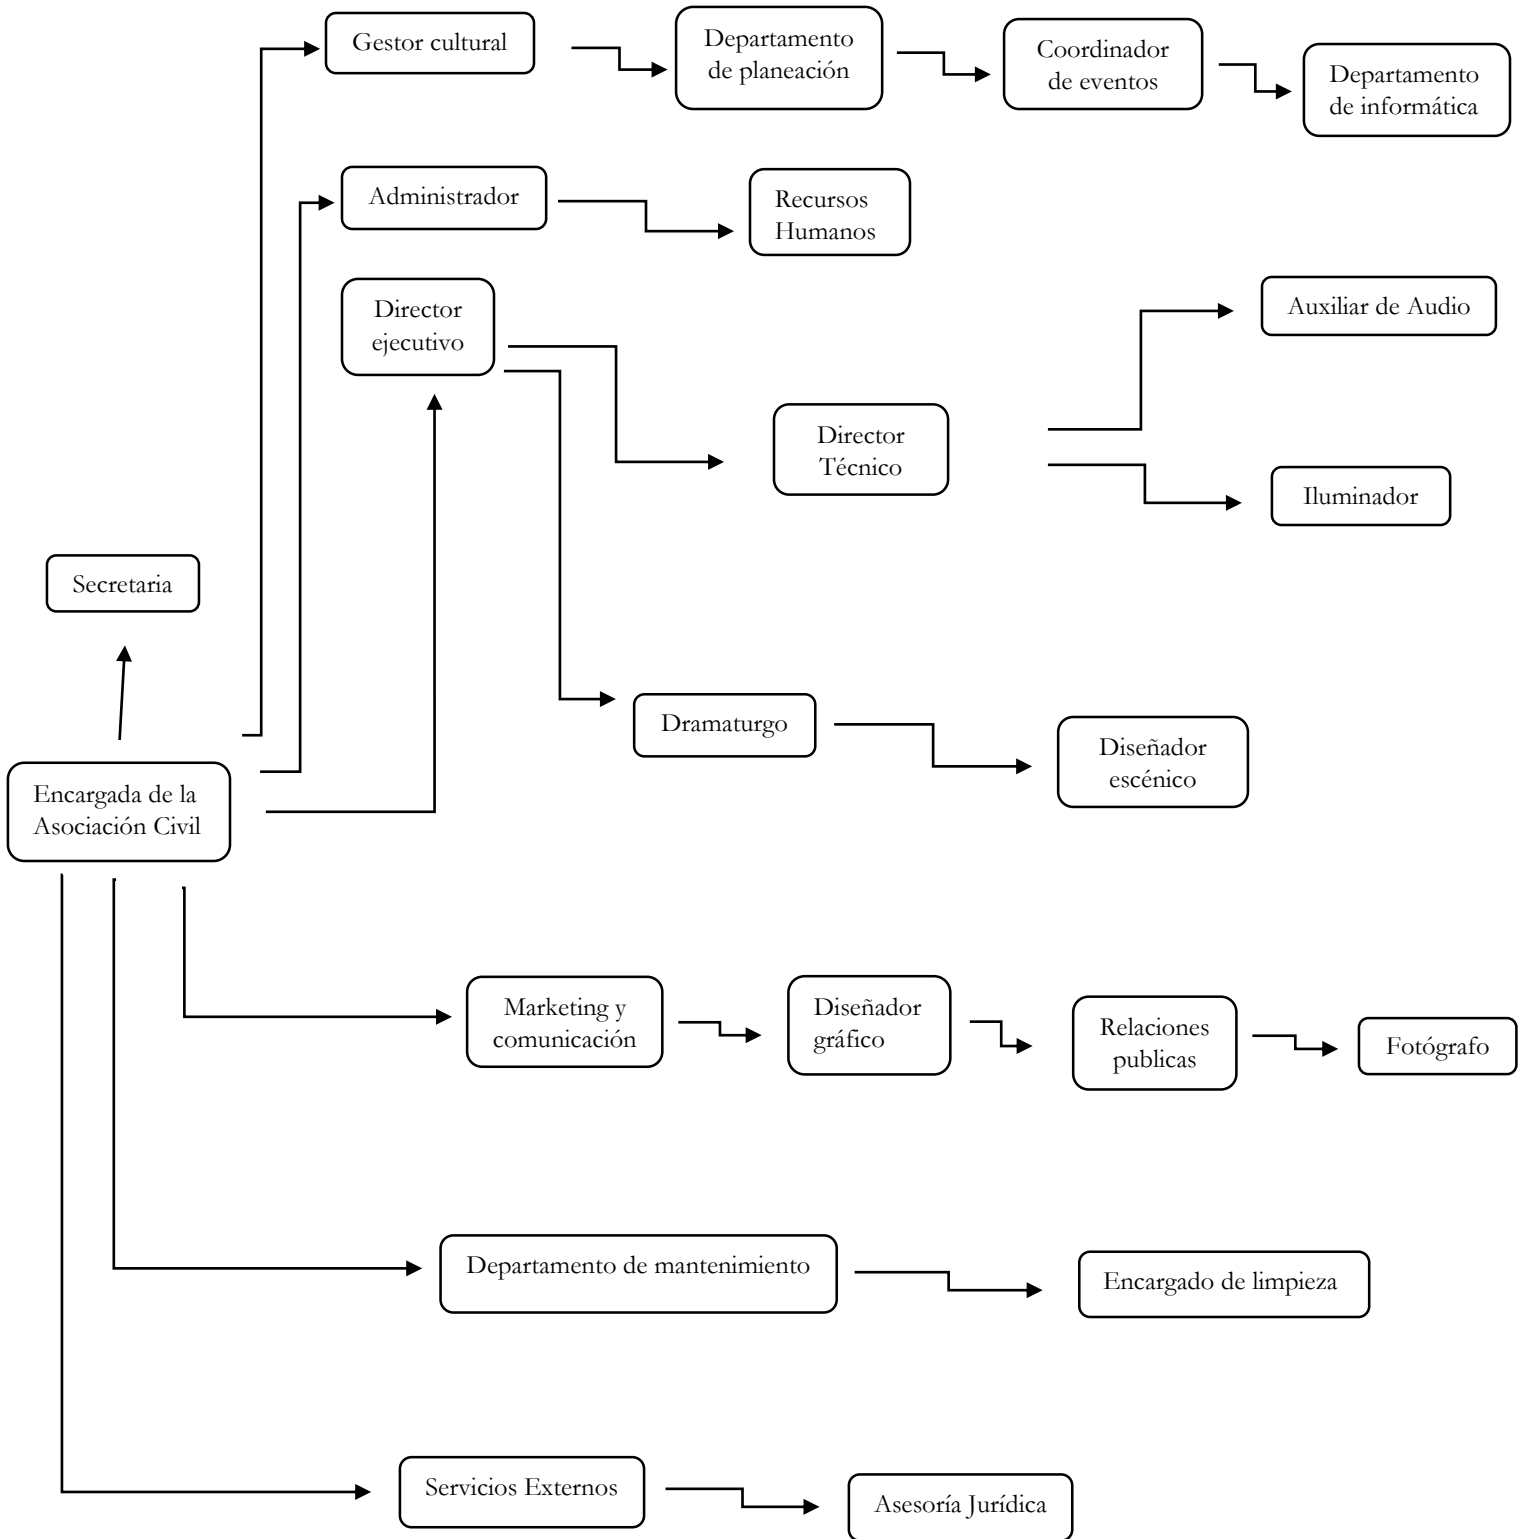 Gestor cultural
Departamento
de planeación
Coordinador
de eventos
Departamento
de informática
Administrador
Recursos
Humanos
Director
ejecutivo
Auxiliar de Audio
Director
Técnico
Iluminador
Secretaria
Dramaturgo
Diseñador
escénico
Encargada de la
Asociación Civil
Marketing y
comunicación
Diseñador
gráfico
Relaciones
publicas
Fotógrafo
Departamento de mantenimiento
Encargado de limpieza
Servicios Externos
Asesoría Jurídica